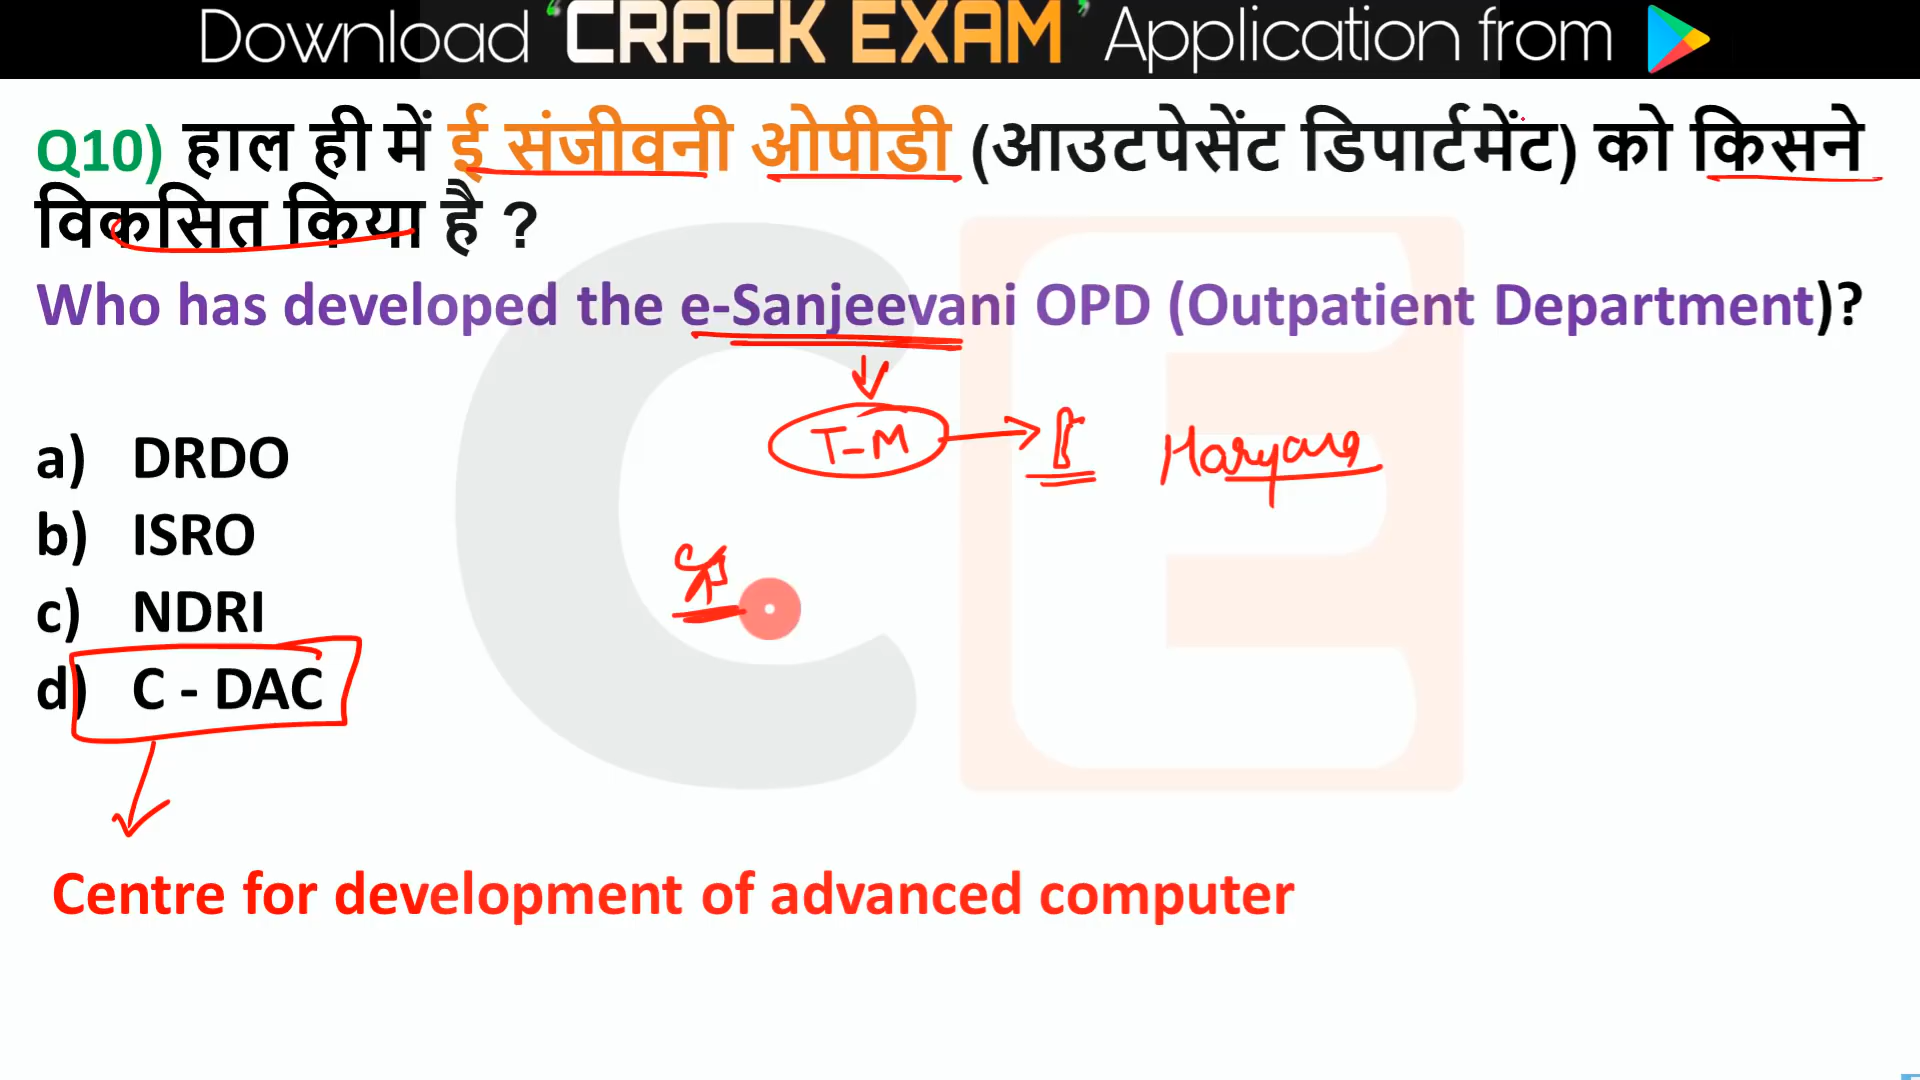 Download ‘CRACK EXAM’ Application from
Q10) हाल ही में ई संजीवनी ओपीडी (आउटपेसेंट डिपार्टमेंट) को किसने
विकसित किया है ?
Who has developed the e-Sanjeevani OPD (Outpatient Department)?
T-M Haryana
a) DRDO
b) ISRO
c) NDRI
d) C - DAC
Centre for development of advanced computer